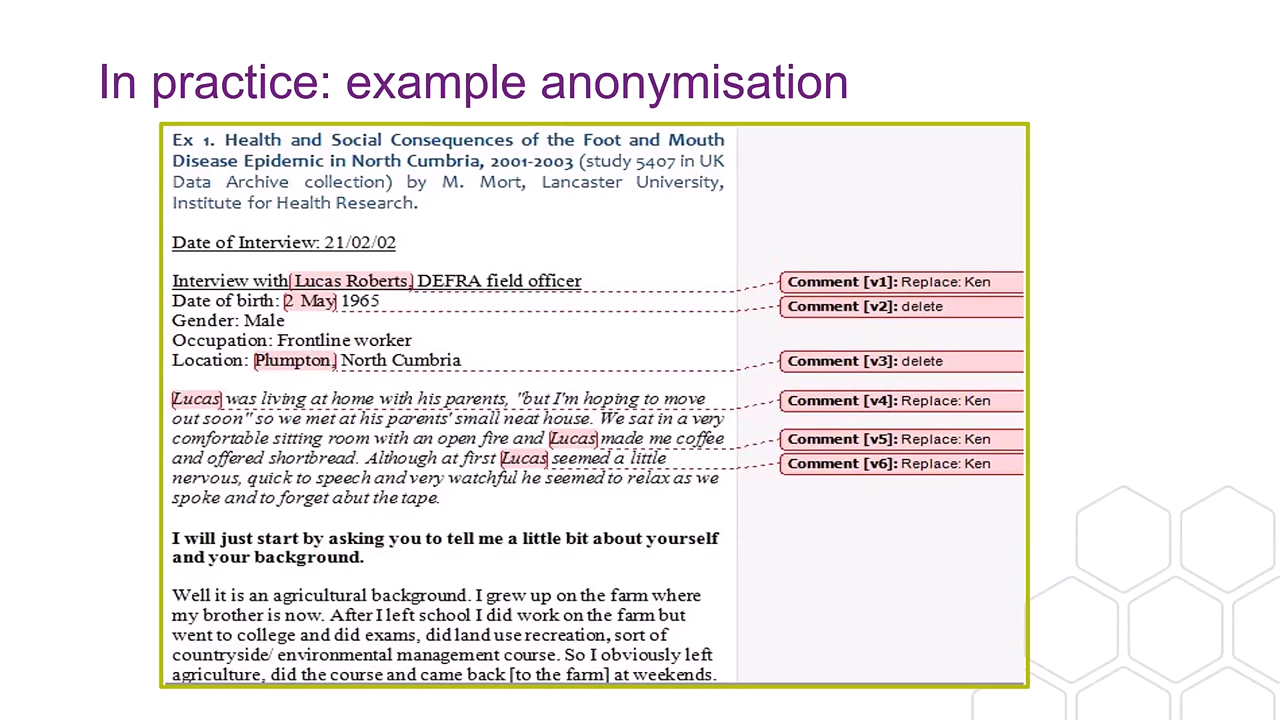 In practice: example anonymisation
Ex 1. Health and Social Consequences of the Foot and Mouth
Disease Epidemic in North Cumbria, 2001-2003 (study 5407 in UK
Data Archive collection) by M. Mort, Lancaster University,
Institute for Health Research.
Date of Interview: 21/02/02
Interview with Lucas Roberts, DEFRA field officer
Date of birth: 2 May 1965
Gender: Male
Occupation: Frontline worker
Location: Plumpton, North Cumbria
Lucas was living at home with his parents, "but I'm hoping to move
out soon" so we met at his parents' small neat house. We sat in a very
comfortable sitting room with an open fire and Lucas made me coffee
and offered shortbread. Although at first Lucas seemed a little
nervous, quick to speech and very watchful he seemed to relax as we
spoke and to forget abut the tape.
I will just start by asking you to tell me a little bit about yourself
and your background.
Well it is an agricultural background. I grew up on the farm where
my brother is now. After I left school I did work on the farm but
went to college and did exams, did land use recreation, sort of
countryside/ environmental management course. So I obviously left
agriculture, did the course and came back [to the farm] at weekends.
Comment [v1]: Replace: Ken
Comment [v2]: delete
Comment [v3]: delete
Comment [v4]: Replace: Ken
Comment [v5]: Replace: Ken
Comment [v6]: Replace: Ken